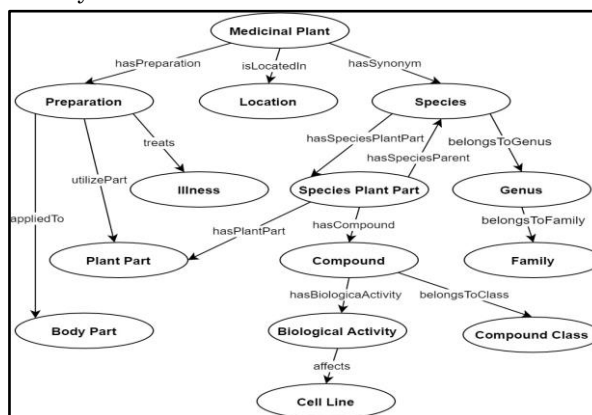 Medicinal Plant
hasPreparation
isLocatedIn
hasSynonym
Preparation
Location
Species
hasSpeciesPlantPart
belongsToGenus
hasSpeciesParent
treats
utilizePart
Illness
Species Plant Part
Genus
appliedTo
hasPlantPart
hasCompound
belongsToFamily
Plant Part
Compound
Family
hasBiologicaActivity
belongsToClass
Body Part
Biological Activity
Compound Class
affects
Cell Line